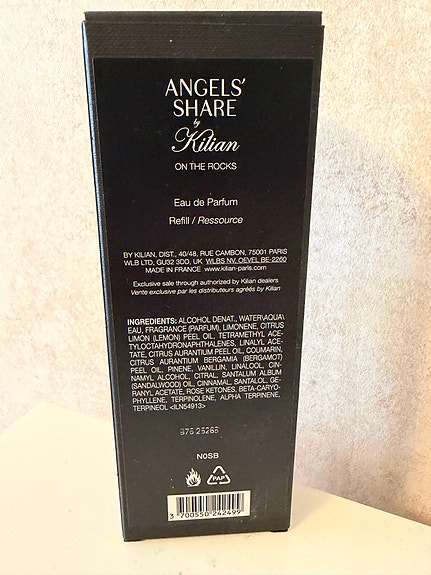 ANGELS'
SHARE
by
Kilian
ON THE ROCKS
Eau de Parfum
Refill / Ressource
BY KILIAN, DIST., 40/48, RUE CAMBON, 75001 PARIS
WLB LTD, GU32 3DD, UK WLBS NV, OEVEL BE-2260
MADE IN FRANCE www.kilian-paris.com
Exclusive sale through authorized by Kilian dealers
Vente exclusive par les distributeurs agréés by Kilian
INGREDIENTS: ALCOHOL DENAT., WATER\AQUA\
EAU, FRAGRANCE (PARFUM), LIMONENE, CITRUS
LIMON (LEMON) PEEL OIL, TETRAMETHYL ACE-
TYLOCTAHYDRONAPHTHALENES, LINALYL ACE-
TATE, CITRUS AURANTIUM PEEL OIL, COUMARIN,
CITRUS AURANTIUM BERGAMIA (BERGAMOT)
PEEL OIL, PINENE, VANILLIN, LINALOOL, CIN-
NAMYL ALCOHOL, CITRAL, SANTALUM ALBUM
(SANDALWOOD) OIL, CINNAMAL, SANTALOL, GE-
RANYL ACETATE, ROSE KETONES, BETA-CARYO-
PHYLLENE, TERPINOLENE, ALPHA TERPINENE,
TERPINEOL <ILN54913>
N0SB
PAP
3 700550 242499